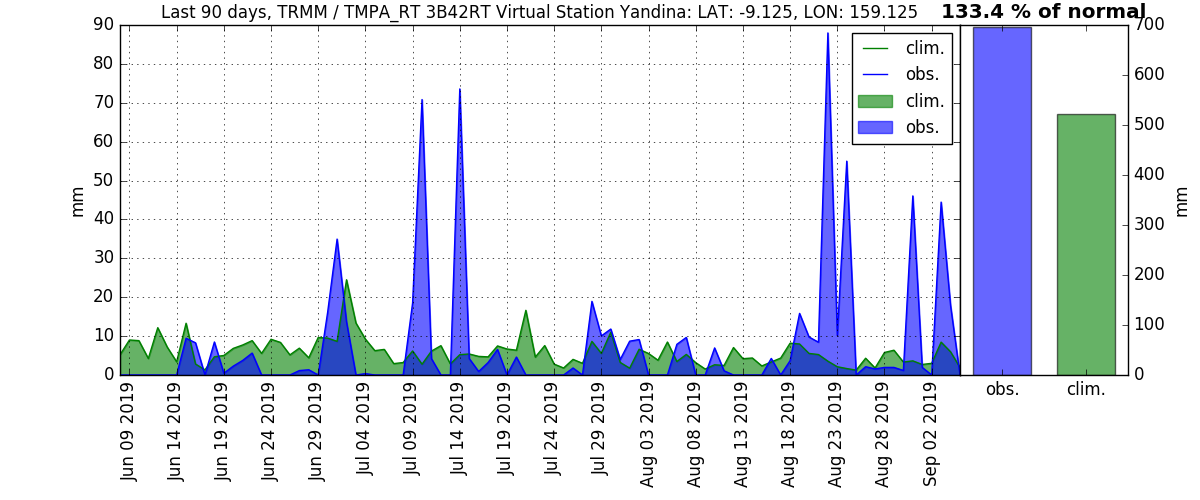 Last 90 days, TRMM / TMPA_RT 3B42RT Virtual Station Yandina: LAT: -9.125, LON: 159.125
133.4 % of normal
90
80
70
60
50
40
30
20
10
0
mm
clim.
obs.
clim.
obs.
700
600
500
400
300
200
100
0
mm
Jun 09 2019
Jun 14 2019
Jun 19 2019
Jun 24 2019
Jun 29 2019
Jul 04 2019
Jul 09 2019
Jul 14 2019
Jul 19 2019
Jul 24 2019
Jul 29 2019
Aug 03 2019
Aug 08 2019
Aug 13 2019
Aug 18 2019
Aug 23 2019
Aug 28 2019
Sep 02 2019
obs.
clim.